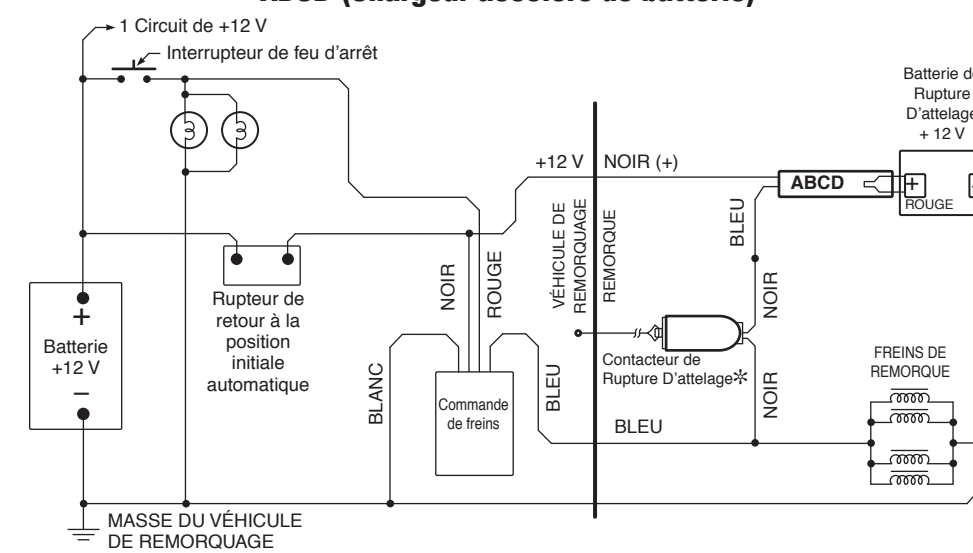 ABCD (Chargeur accéléré de batterie)
1 Circuit de +12 V
Interrupteur de feu d'arrêt
Batterie de
Rupture
D'attelage
+ 12 V
+12 V
NOIR (+)
ABCD
+
ROUGE
BLEU
VÉHICULE DE
REMORQUAGE
REMORQUE
NOIR
ROUGE
NOIR
Rupteur de
retour à la
position
initiale
automatique
+
Batterie
+12 V
–
BLANC
Commande
de freins
BLEU
Contacteur de
Rupture D'attelage*
NOIR
BLEU
FREINS DE
REMORQUE
MASSE DU VÉHICULE
DE REMORQUAGE